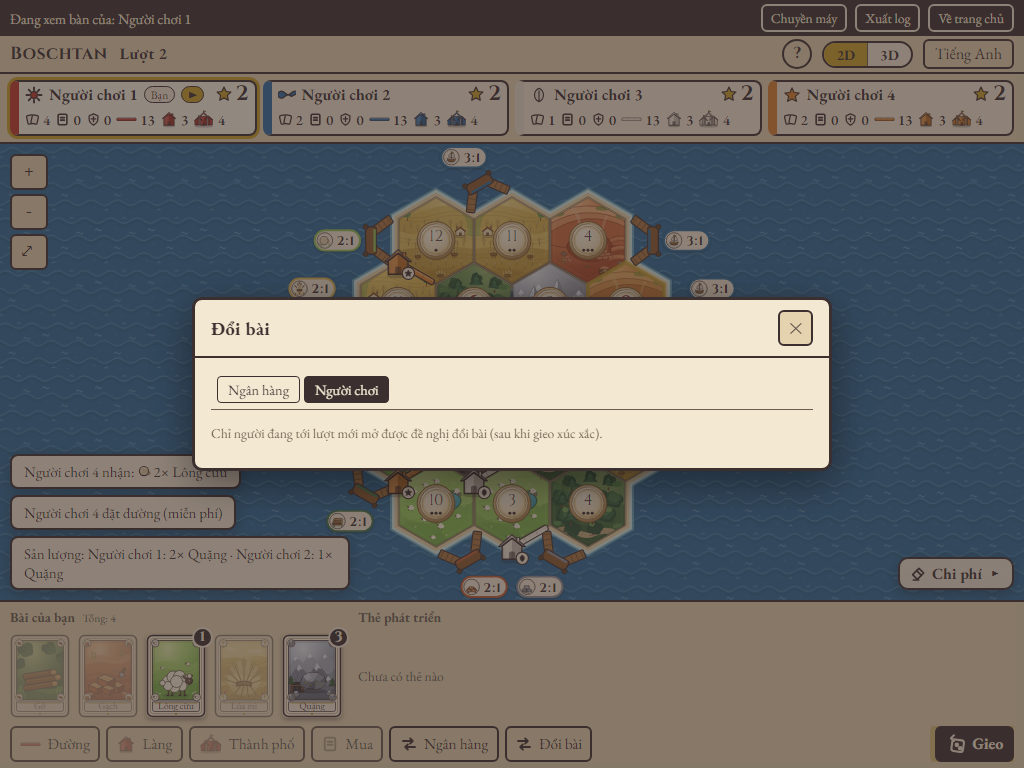 Đang xem bàn của: Người chơi 1
Chuyền máy
Xuất log
Về trang chủ
BOSCHTAN Lượt 2
?
2D 3D
Tiếng Anh
Người chơi 1 Bạn 2
4 0 0 13 3 4
Người chơi 2 2
2 0 0 13 3 4
Người chơi 3 2
1 0 0 13 3 4
Người chơi 4 2
2 0 0 13 3 4
+
-
3:1
2:1
3:1
12 11 4
2:1
3:1
Đổi bài
Ngân hàng Người chơi
Chỉ người đang tới lượt mới mở được đề nghị đổi bài (sau khi gieo xúc xắc).
Người chơi 4 nhận: 2× Lông cừu
Người chơi 4 đặt đường (miễn phí)
Sản lượng: Người chơi 1: 2× Quặng · Người chơi 2: 1×
Quặng
10 3 4
2:1
2:1 2:1
Chi phí
Bài của bạn Tổng: 4
Thẻ phát triển
1
3
Gỗ Gạch Lông cừu Lúa mì Quặng
Chưa có thẻ nào
Đường
Làng
Thành phố
Mua
Ngân hàng
Đổi bài
Gieo